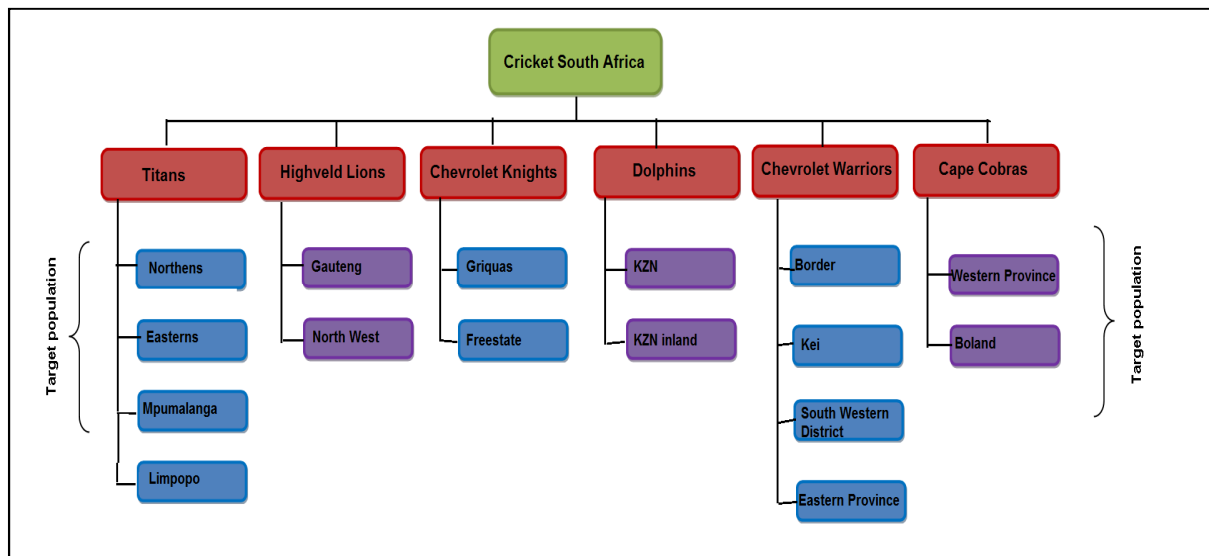 Cricket South Africa
Titans
Highveld Lions
Chevrolet Knights
Dolphins
Chevrolet Warriors
Cape Cobras
Target population
Northens
Easterns
Mpumalanga
Limpopo
Gauteng
North West
Griquas
Freestate
KZN
KZN inland
Border
Kei
South Western
District
Eastern Province
Western Province
Boland
Target population